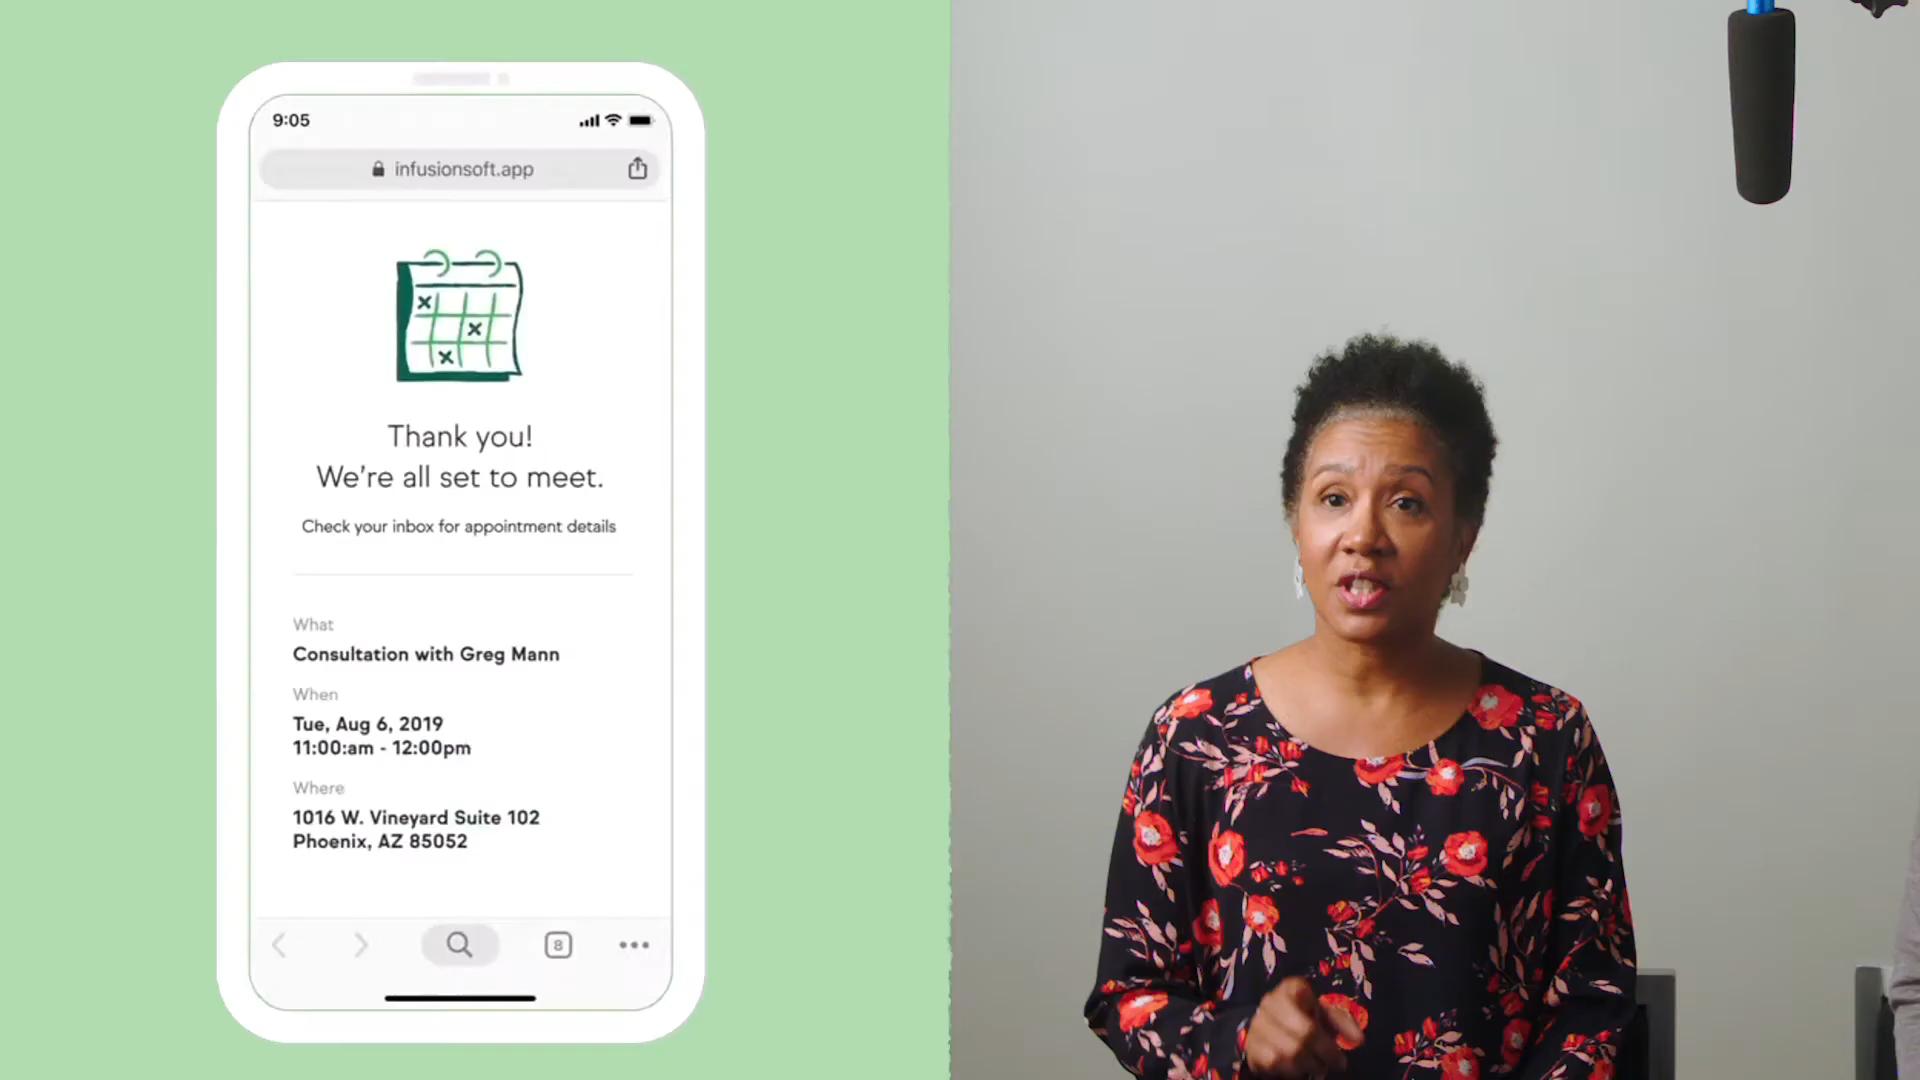 9:05
infusionsoft.app
Thank you!
We're all set to meet.
Check your inbox for appointment details
What
Consultation with Greg Mann
When
Tue, Aug 6, 2019
11:00:am - 12:00pm
Where
1016 W. Vineyard Suite 102
Phoenix, AZ 85052
8